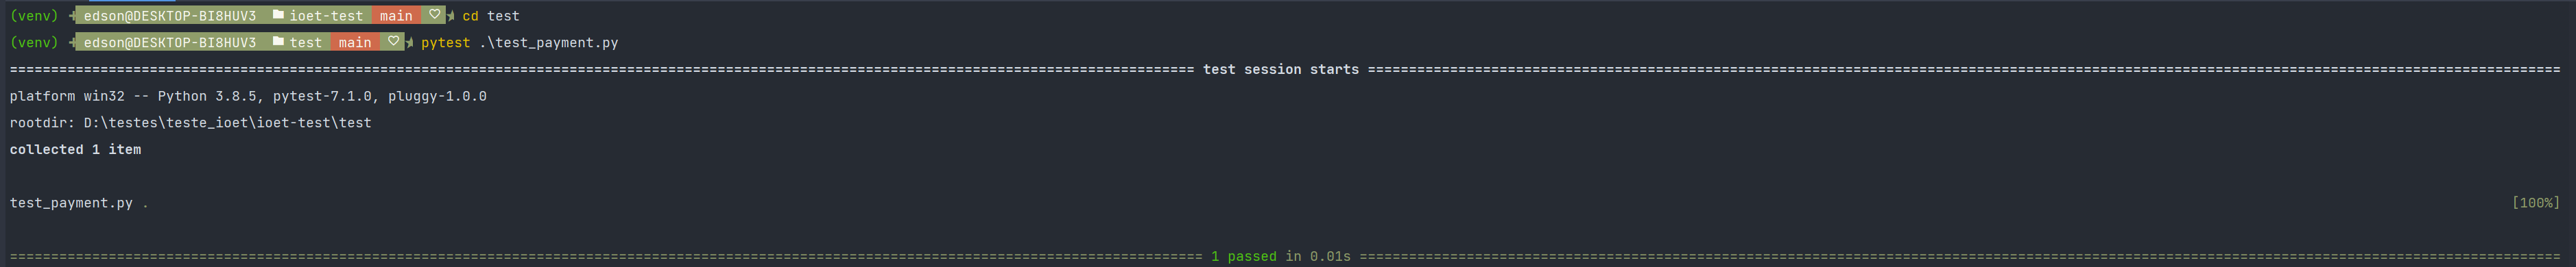 (venv) edson@DESKTOP-BI8HUV3 ioet-test main cd test
(venv) edson@DESKTOP-BI8HUV3 test main pytest .\test_payment.py
================ test session starts ================
platform win32 -- Python 3.8.5, pytest-7.1.0, pluggy-1.0.0
rootdir: D:\testes\teste_ioet\ioet-test\test
collected 1 item
test_payment.py . [100%]
================ 1 passed in 0.01s ================